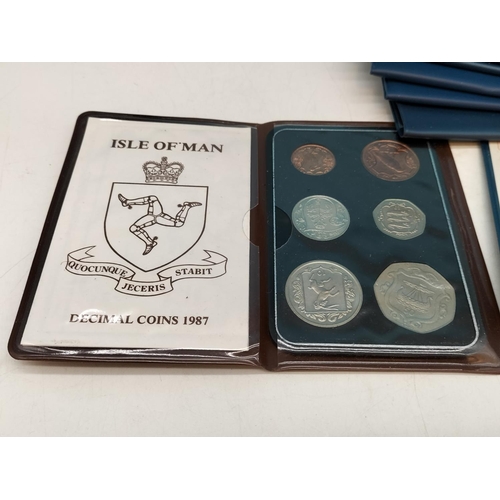 ISLE OF MAN
QUOCUNQUE
JECERIS
STABIT
DECIMAL COINS 1987